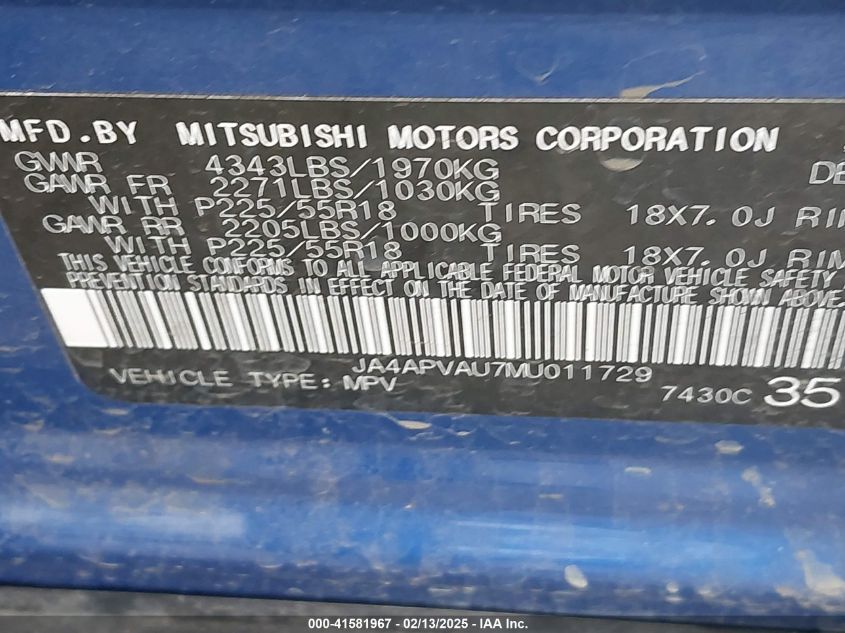 MFD.BY MITSUBISHI MOTORS CORPORATION
GVWR 4343LBS/1970KG DE
GAWR FR 2271LBS/1030KG
WITH P225/55R18 TIRES 18X7.0J RIM
GAWR RR 2205LBS/1000KG
WITH P225/55R18 TIRES 18X7.0J RIM
THIS VEHICLE CONFORMS TO ALL APPLICABLE FEDERAL MOTOR VEHICLE SAFETY
PREVENTION STANDARDS IN EFFECT ON THE DATE OF MANUFACTURE SHOWN ABOVE.
JA4APVAU7MU011729
VEHICLE TYPE: MPV 7430C 35
000-41581967 - 02/13/2025 - IAA Inc.